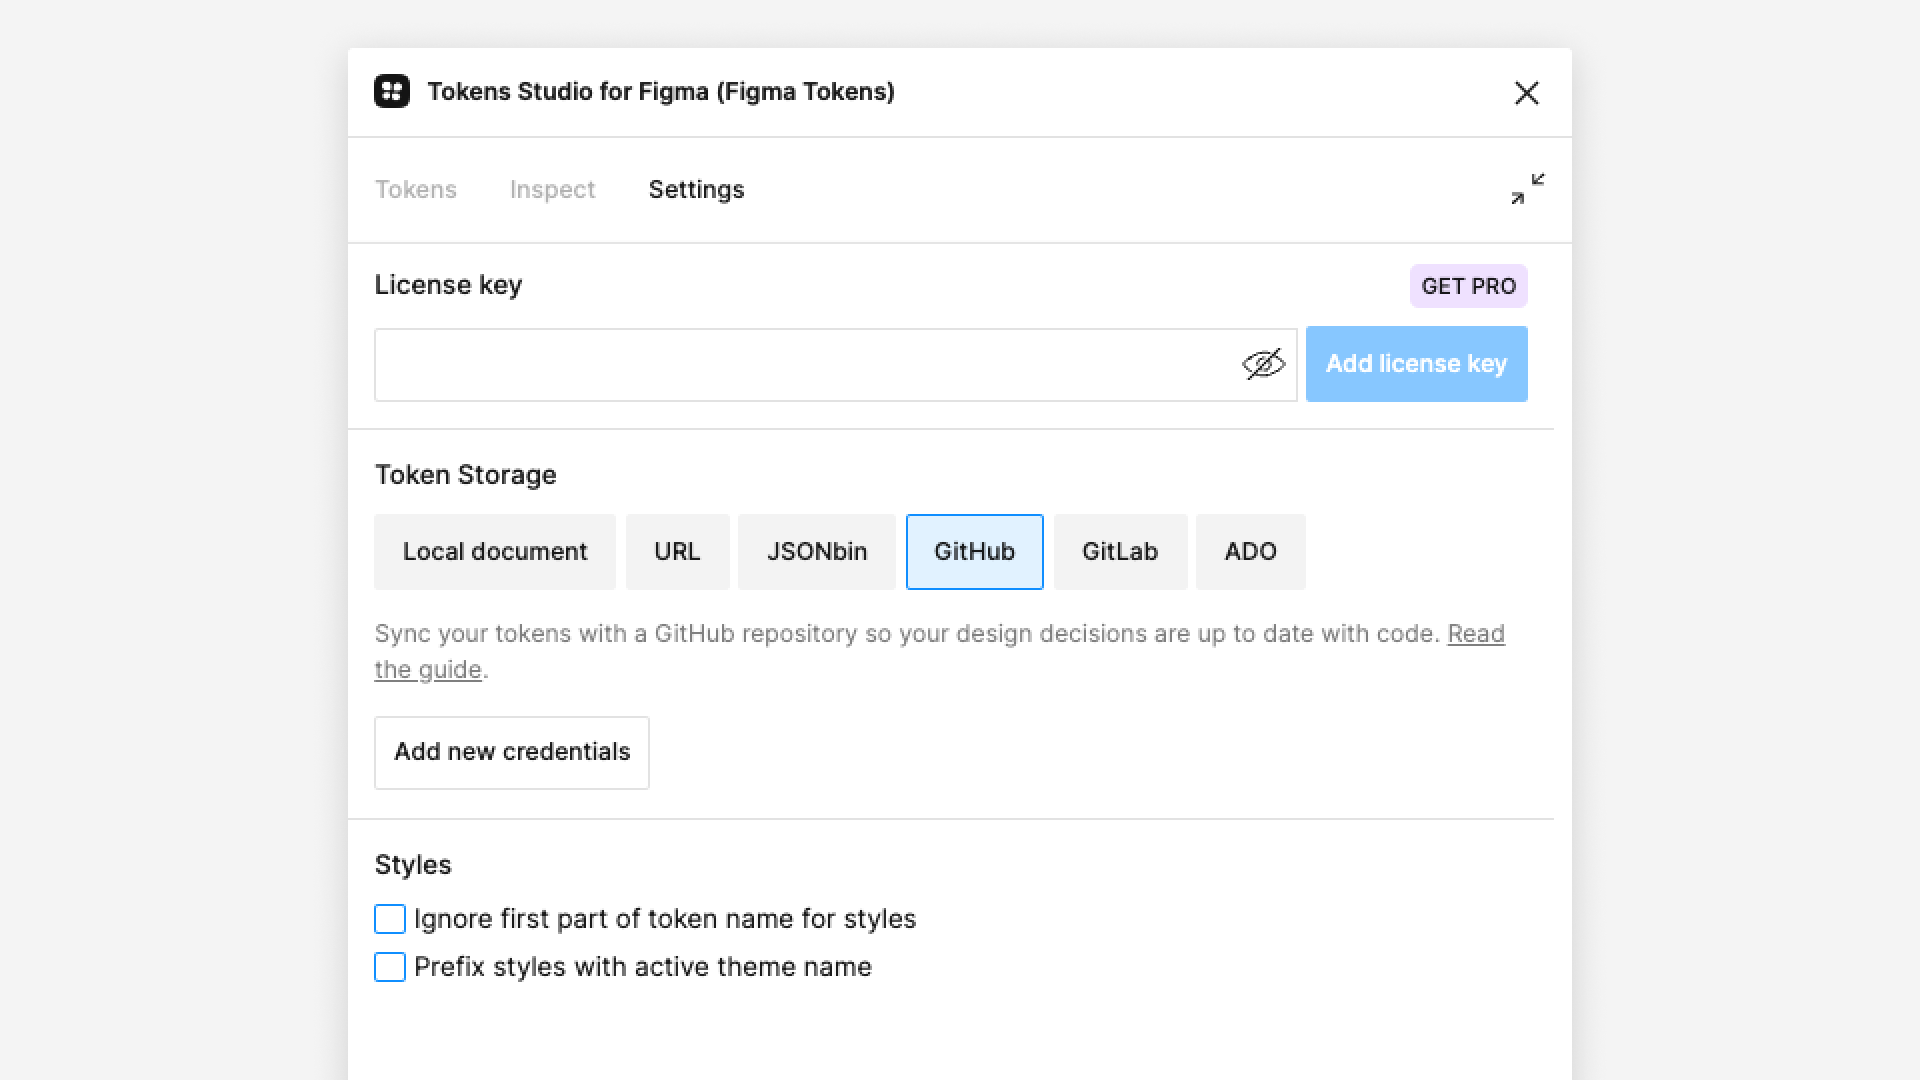 Tokens Studio for Figma (Figma Tokens)
Tokens Inspect Settings
License key GET PRO
Add license key
Token Storage
Local document URL JSONbin GitHub GitLab ADO
Sync your tokens with a GitHub repository so your design decisions are up to date with code. Read
the guide.
Add new credentials
Styles
Ignore first part of token name for styles
Prefix styles with active theme name